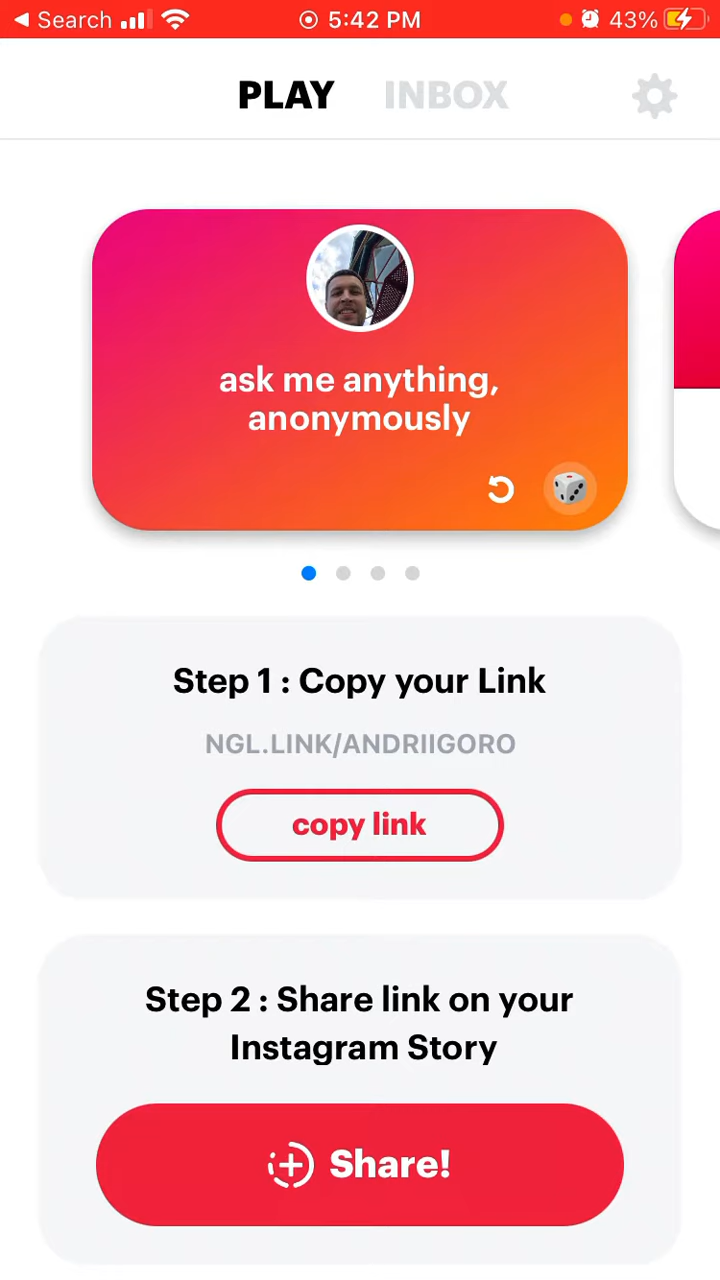 Search 5:42 PM 43%
PLAY INBOX
ask me anything,
anonymously
Step 1 : Copy your Link
NGL.LINK/ANDRIIGORO
copy link
Step 2 : Share link on your
Instagram Story
Share!